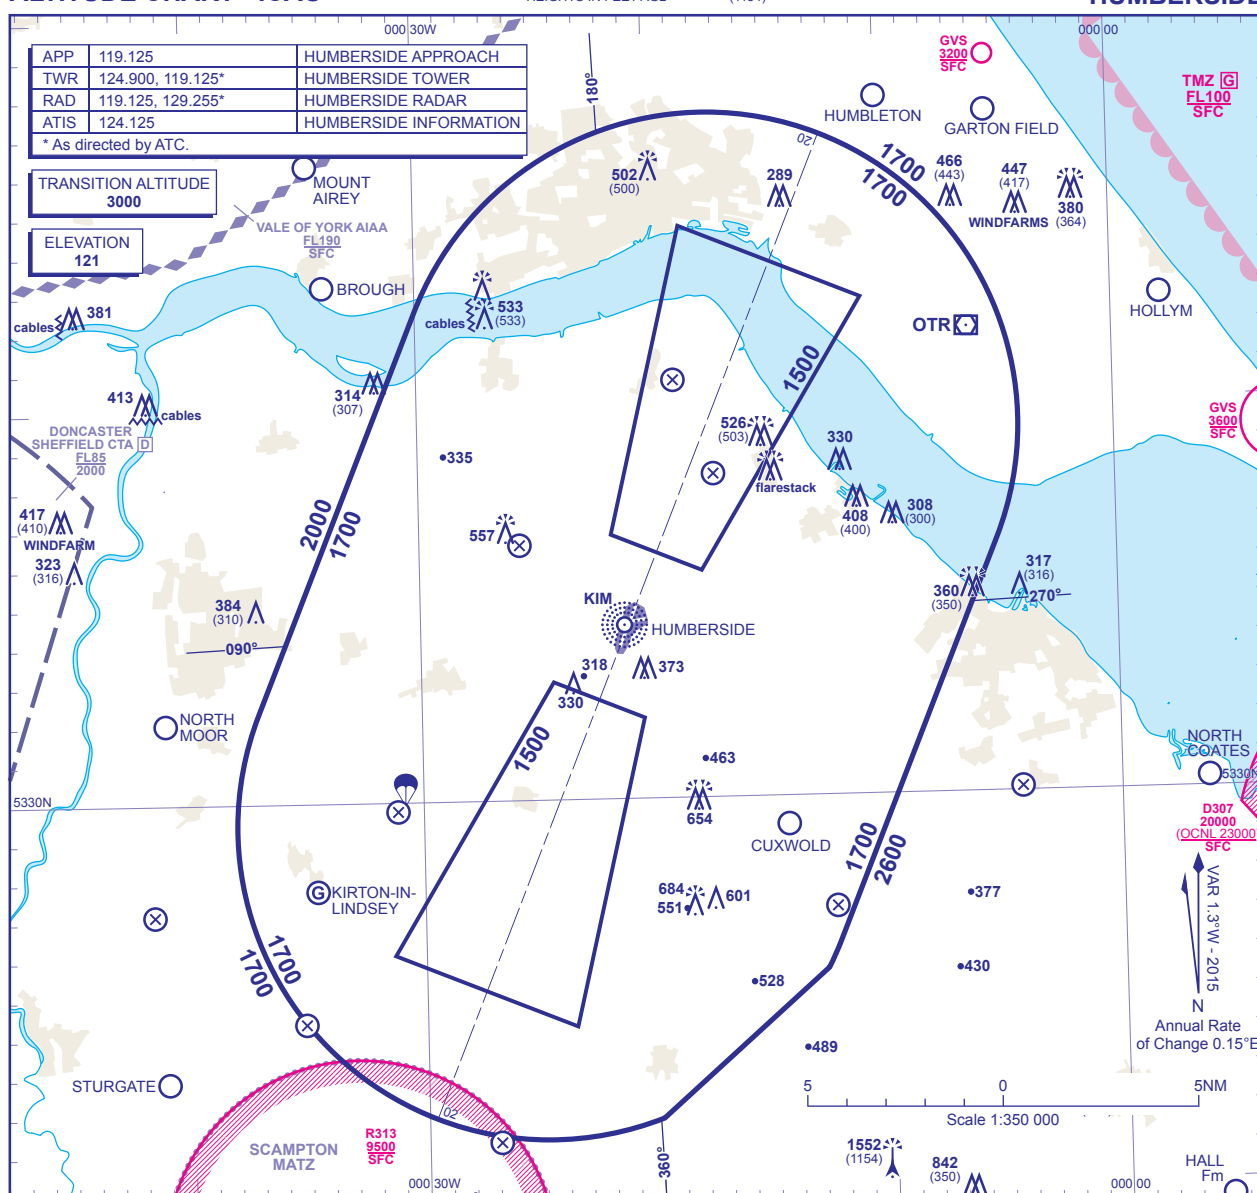 000 30W
000 00
APP 119.125 HUMBERSIDE APPROACH
TWR 124.900, 119.125* HUMBERSIDE TOWER
RAD 119.125, 129.255* HUMBERSIDE RADAR
ATIS 124.125 HUMBERSIDE INFORMATION
* As directed by ATC.
TRANSITION ALTITUDE
3000
ELEVATION
121
180°
GVS
3200
SFC
TMZ G
FL100
SFC
HUMBLETON
GARTON FIELD
MOUNT
AIREY
VALE OF YORK AIAA
FL190
SFC
502
(500)
289
20
1700
1700
466
(443)
447
(417)
WINDFARMS
380
(364)
BROUGH
HOLLYM
OTR
381
cables
533
(533)
cables
314
(307)
413
cables
DONCASTER
SHEFFIELD CTA D
FL85
2000
417
(410)
WINDFARM
323
(316)
335
557
1500
526
(503)
flarestack
330
408
(400)
308
(300)
GVS
3600
SFC
2000
1700
384
(310)
090°
KIM
HUMBERSIDE
360
(350)
317
(316)
270°
318
330
373
NORTH
MOOR
1500
463
654
CUXWOLD
NORTH
COATES
5330N
5330N
D307
20000
(OCNL 23000)
SFC
1700
2600
KIRTON-IN-
LINDSEY
G
684
551
601
377
430
528
489
1700
1700
VAR 1.3°W - 2015
N
Annual Rate
of Change 0.15°E
STURGATE
02
SCAMPTON
MATZ
R313
9500
SFC
360°
5 0 5NM
Scale 1:350 000
1552
(1154)
842
(350)
HALL
Fm
000 30W
000 00